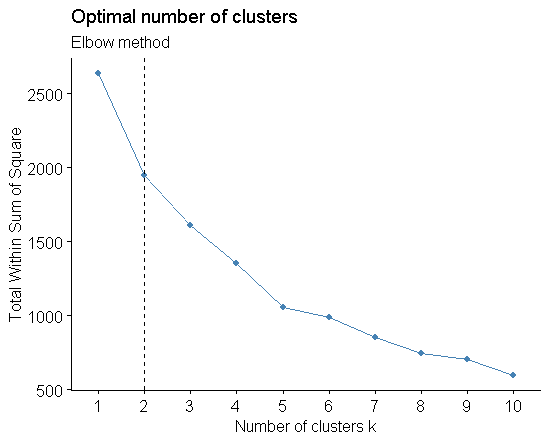 Optimal number of clusters
Elbow method
Total Within Sum of Square
2500
2000
1500
1000
500
1 2 3 4 5 6 7 8 9 10
Number of clusters k